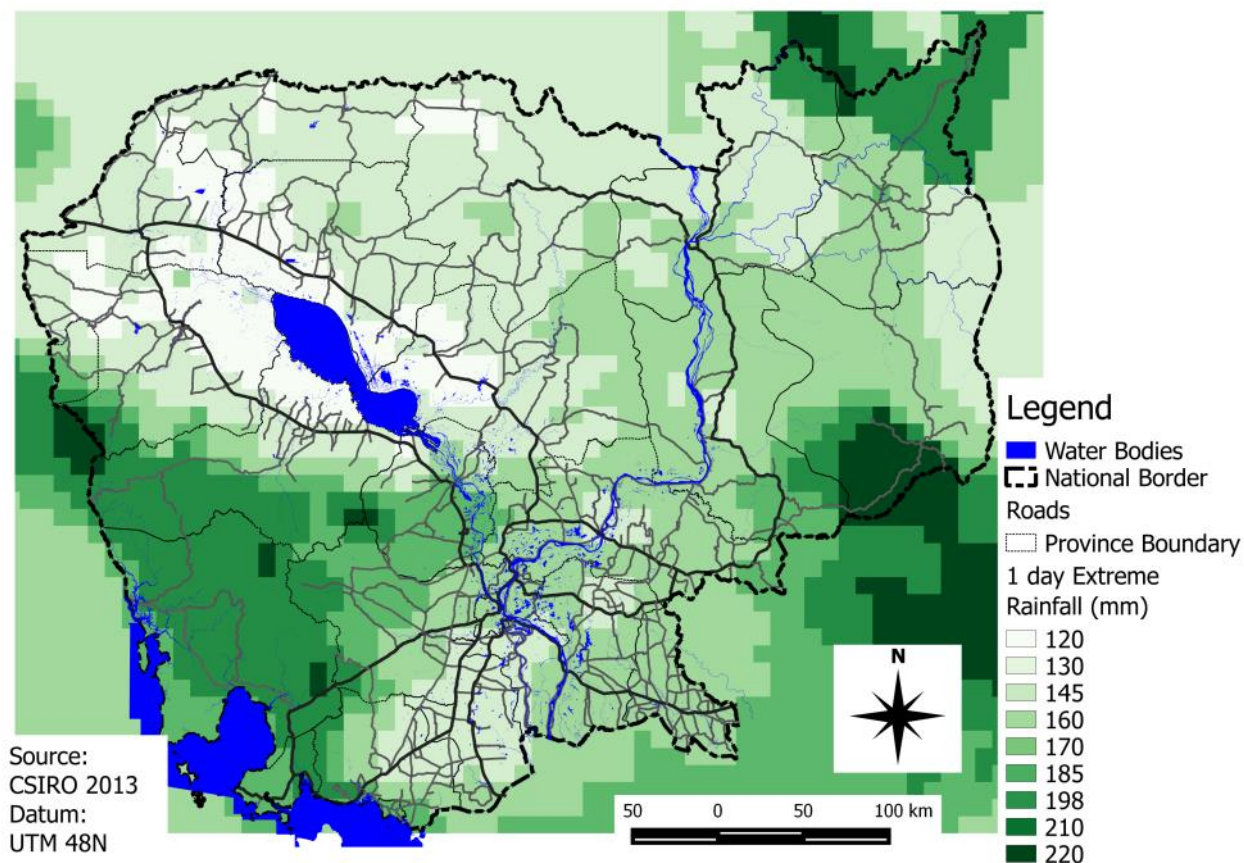 Legend
Water Bodies
National Border
Roads
Province Boundary
1 day Extreme
Rainfall (mm)
120
130
145
160
170
185
198
210
220
N
Source:
CSIRO 2013
Datum:
UTM 48N
50 0 50 100 km